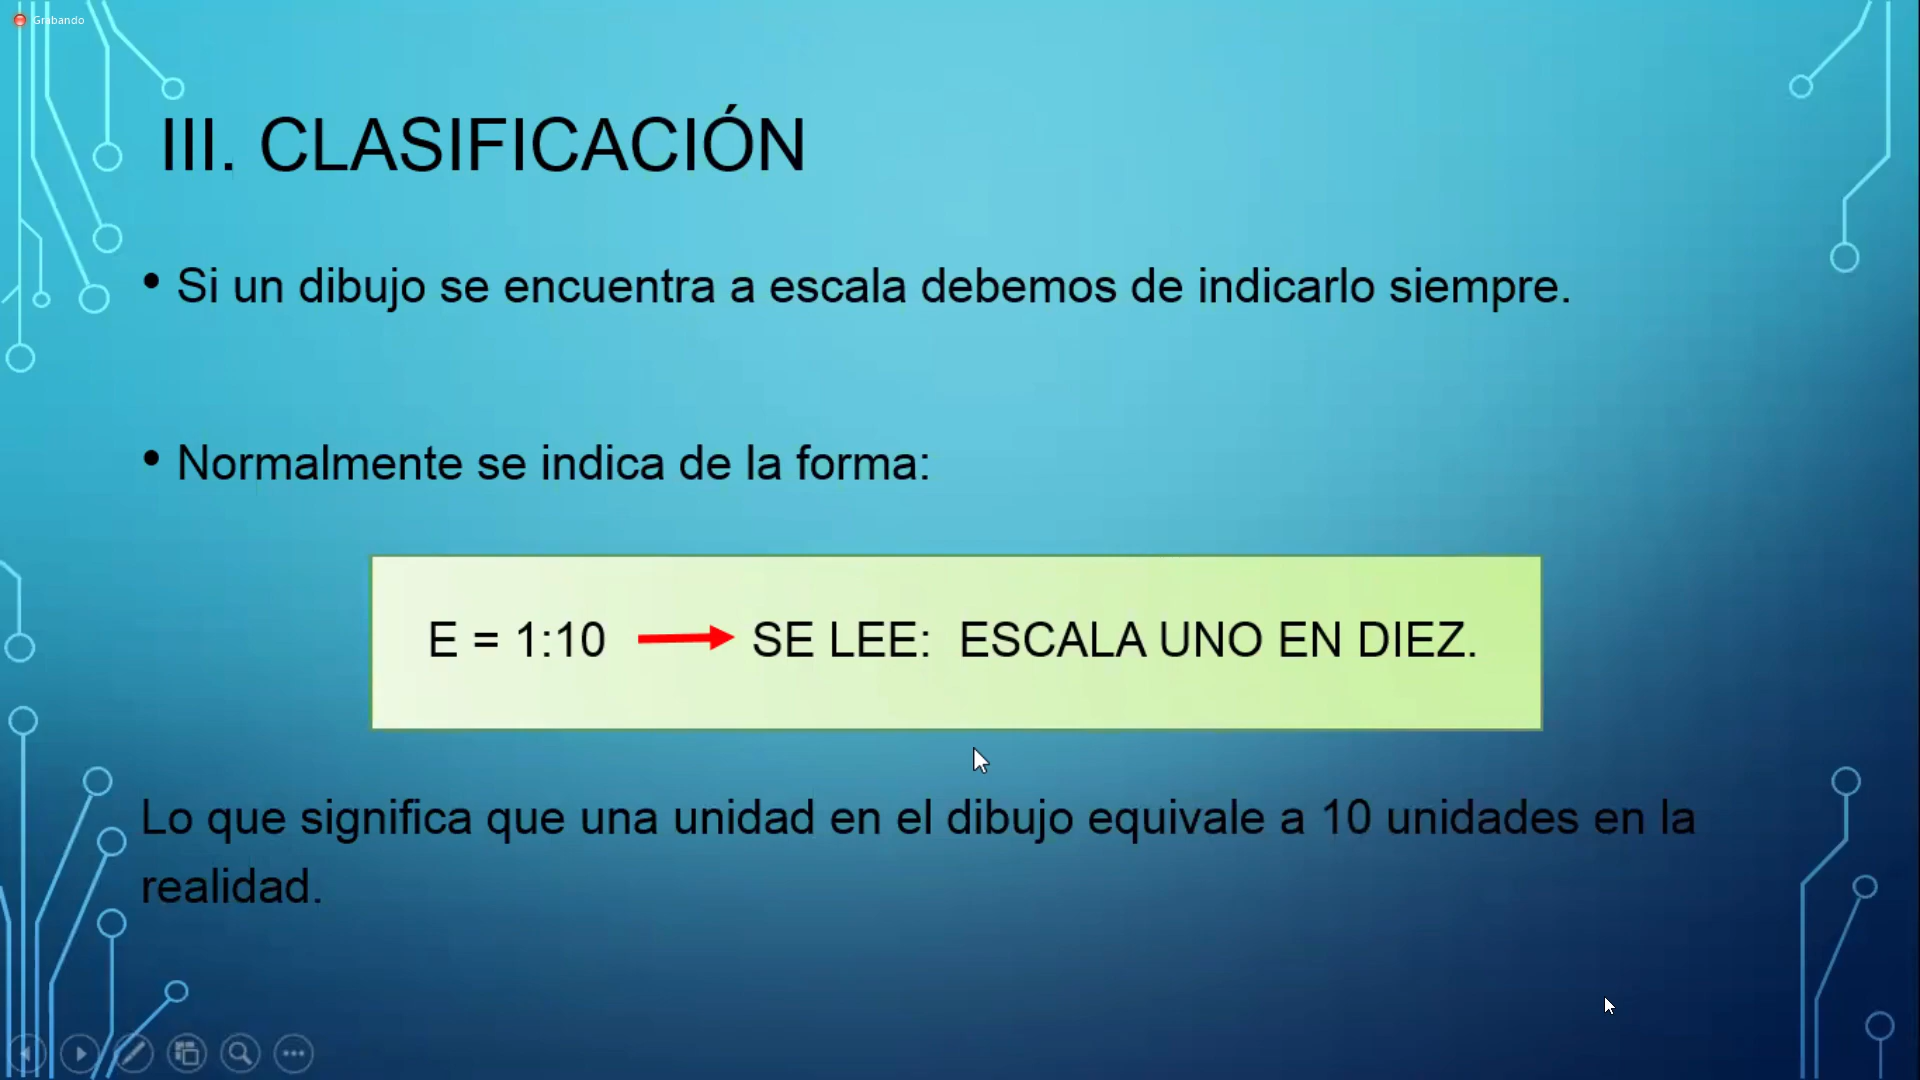 Grabando
III. CLASIFICACIÓN
• Si un dibujo se encuentra a escala debemos de indicarlo siempre.
• Normalmente se indica de la forma:
E = 1:10 → SE LEE: ESCALA UNO EN DIEZ.
Lo que significa que una unidad en el dibujo equivale a 10 unidades en la
realidad.